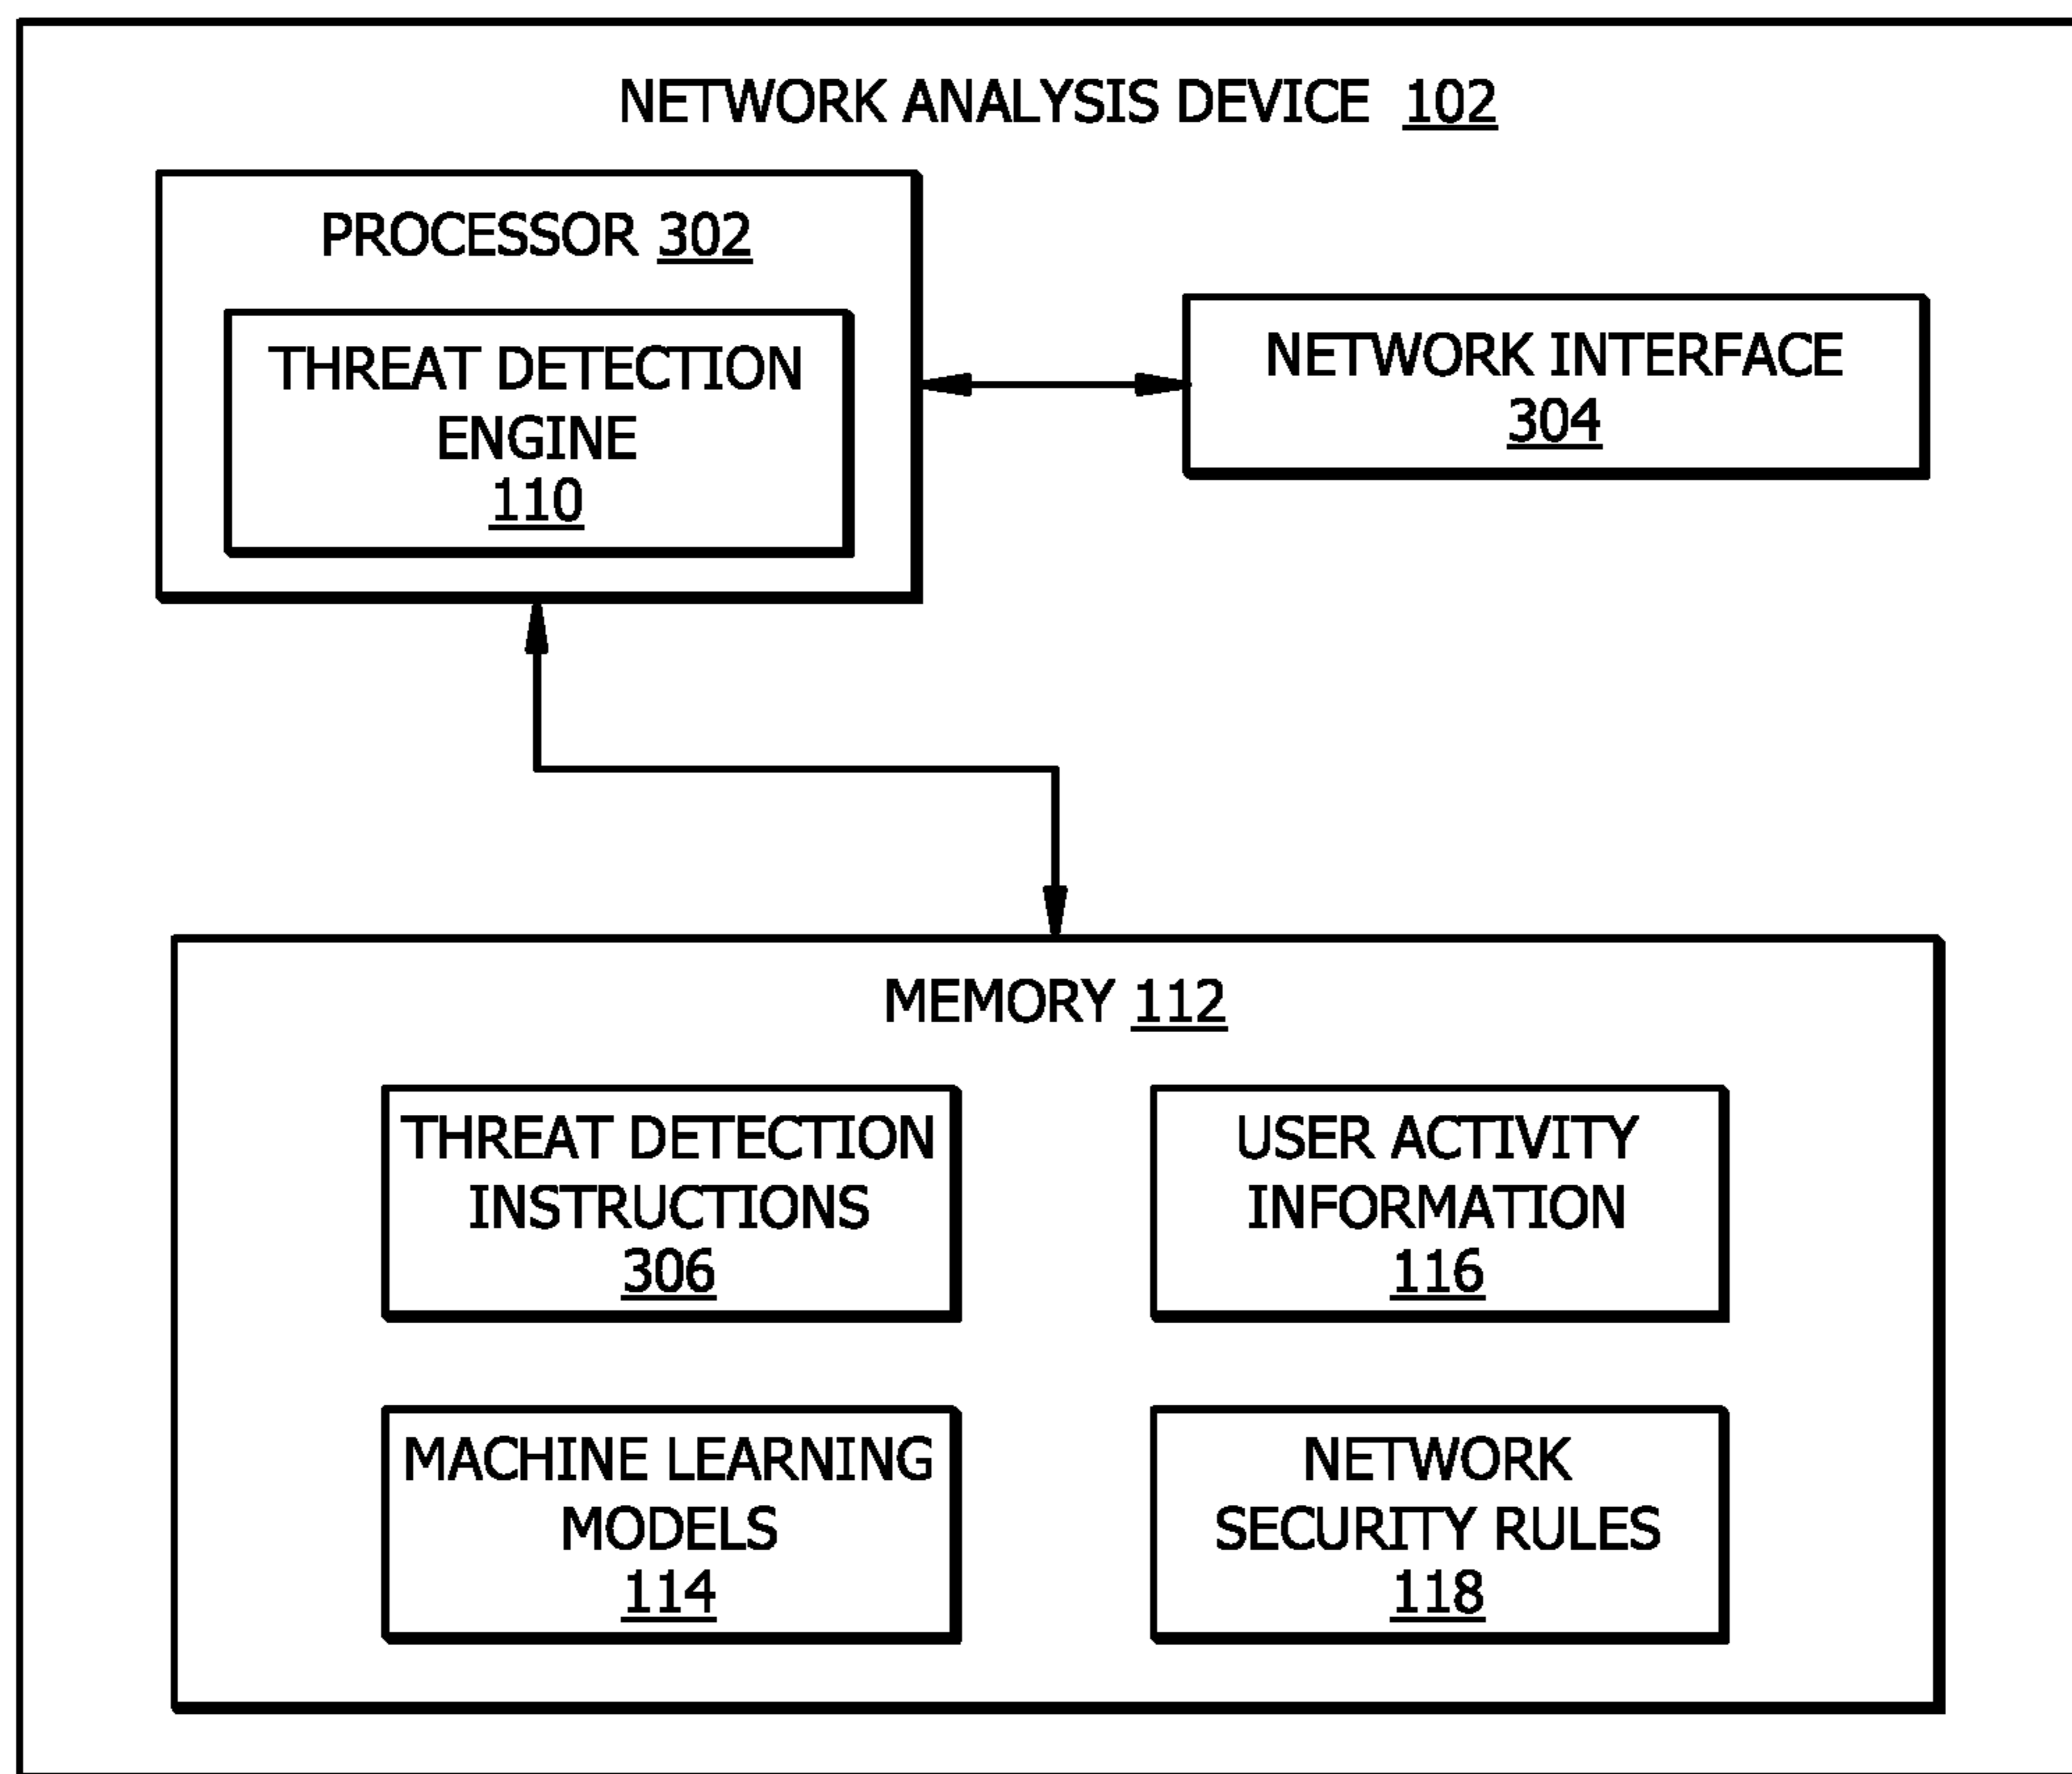 NETWORK ANALYSIS DEVICE 102
PROCESSOR 302
THREAT DETECTION
ENGINE
110
NETWORK INTERFACE
304
MEMORY 112
THREAT DETECTION
INSTRUCTIONS
306
USER ACTIVITY
INFORMATION
116
MACHINE LEARNING
MODELS
114
NETWORK
SECURITY RULES
118